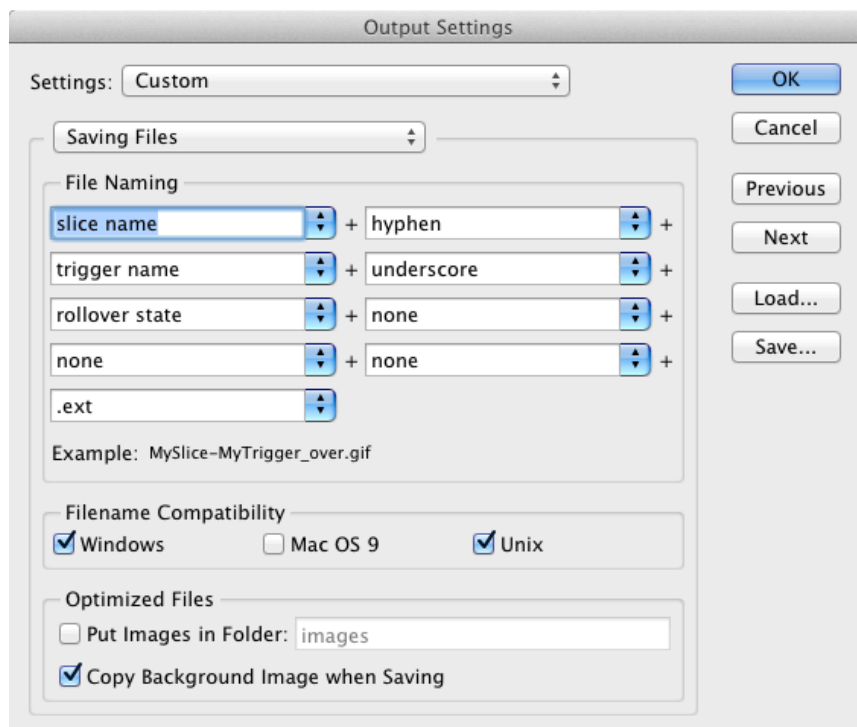 Output Settings
Settings: Custom
OK
Cancel
Previous
Next
Load...
Save...
Saving Files
File Naming
slice name + hyphen +
trigger name + underscore +
rollover state + none +
none + none +
.ext
Example: MySlice-MyTrigger_over.gif
Filename Compatibility
Windows Mac OS 9 Unix
Optimized Files
Put Images in Folder: images
Copy Background Image when Saving